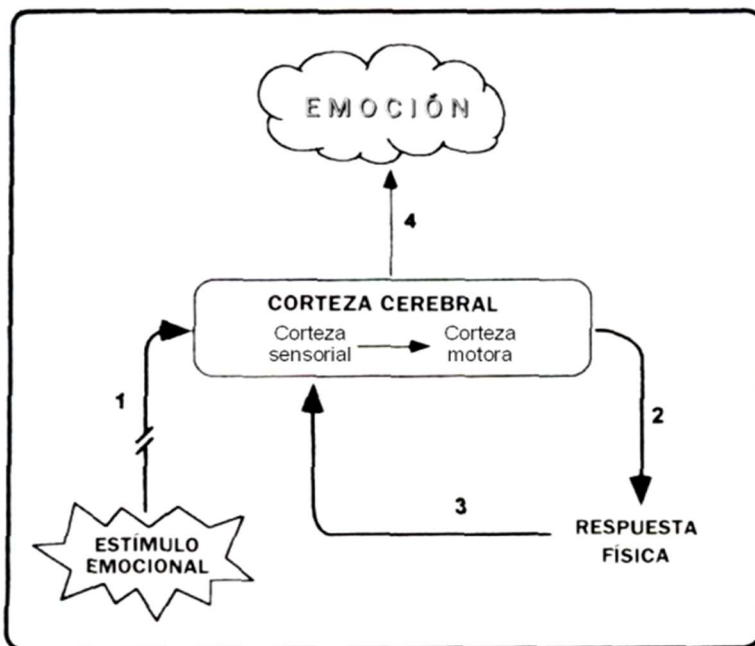 EMOCIÓN
4
CORTEZA CEREBRAL
Corteza sensorial
Corteza motora
1
2
3
ESTÍMULO
EMOCIONAL
RESPUESTA
FÍSICA